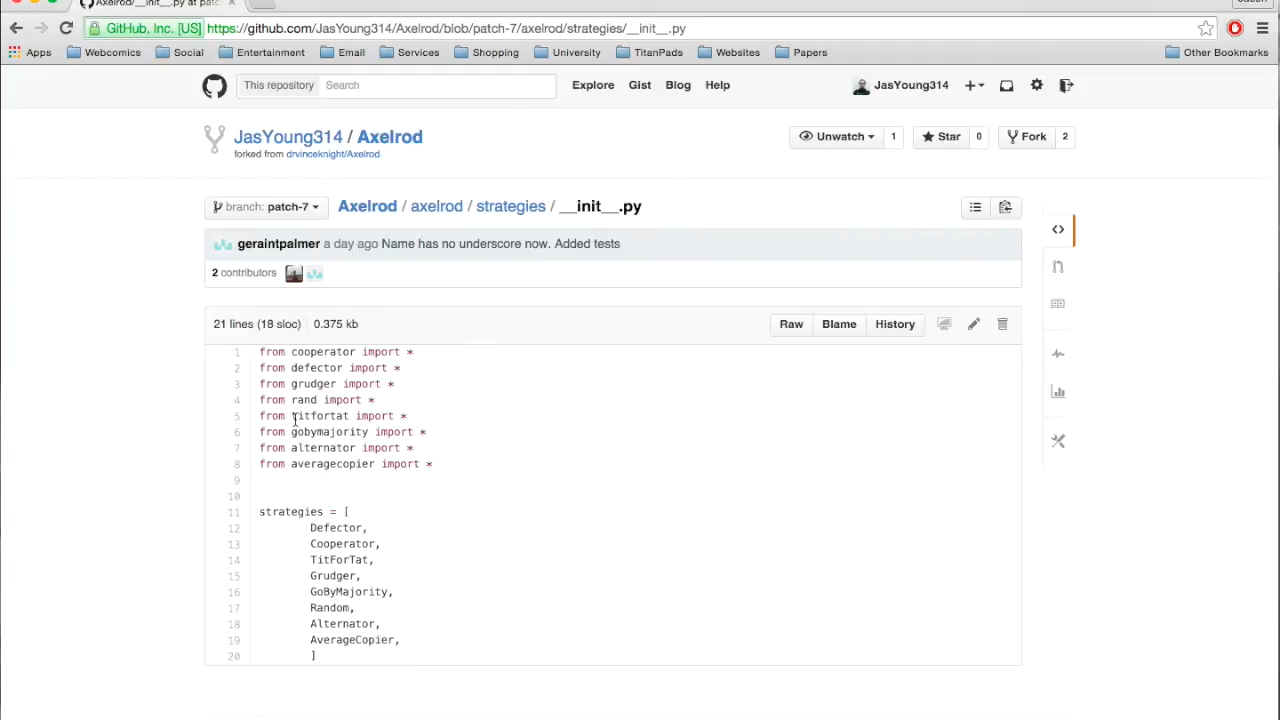 Axelrod/__init__.py at patc
GitHub, Inc. [US] https://github.com/JasYoung314/Axelrod/blob/patch-7/axelrod/strategies/__init__.py
Apps Webcomics Social Entertainment Email Services Shopping University TitanPads Websites Papers Other Bookmarks
This repository Search Explore Gist Blog Help JasYoung314
JasYoung314 / Axelrod
Unwatch 1 Star 0 Fork 2
forked from drvinceknight/Axelrod
branch: patch-7 Axelrod / axelrod / strategies / __init__.py
geraintpalmer a day ago Name has no underscore now. Added tests
2 contributors
21 lines (18 sloc) 0.375 kb Raw Blame History
1 from cooperator import *
2 from defector import *
3 from grudger import *
4 from rand import *
5 from titfortat import *
6 from gobymajority import *
7 from alternator import *
8 from averagecopier import *
9
10
11 strategies = [
12 Defector,
13 Cooperator,
14 TitForTat,
15 Grudger,
16 GoByMajority,
17 Random,
18 Alternator,
19 AverageCopier,
20 ]